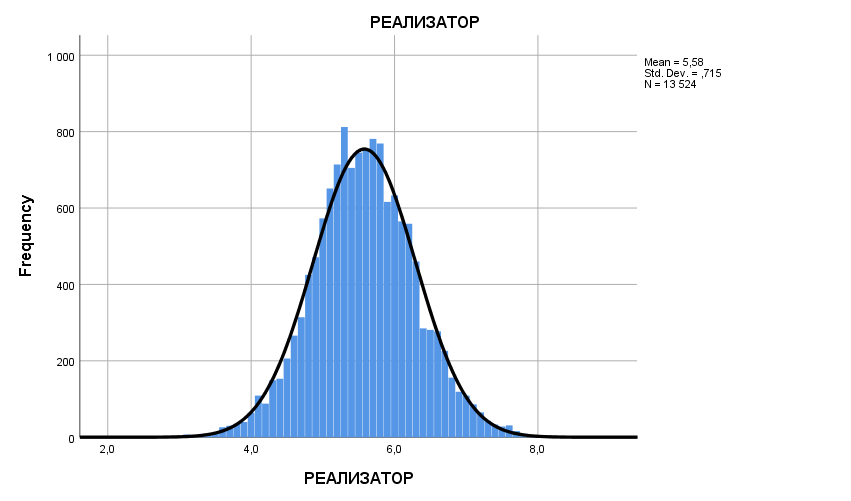 РЕАЛИЗАТОР
Mean = 5,58
Std. Dev. = ,715
N = 13 524
Frequency
1 000
800
600
400
200
0
2,0 4,0 6,0 8,0
РЕАЛИЗАТОР